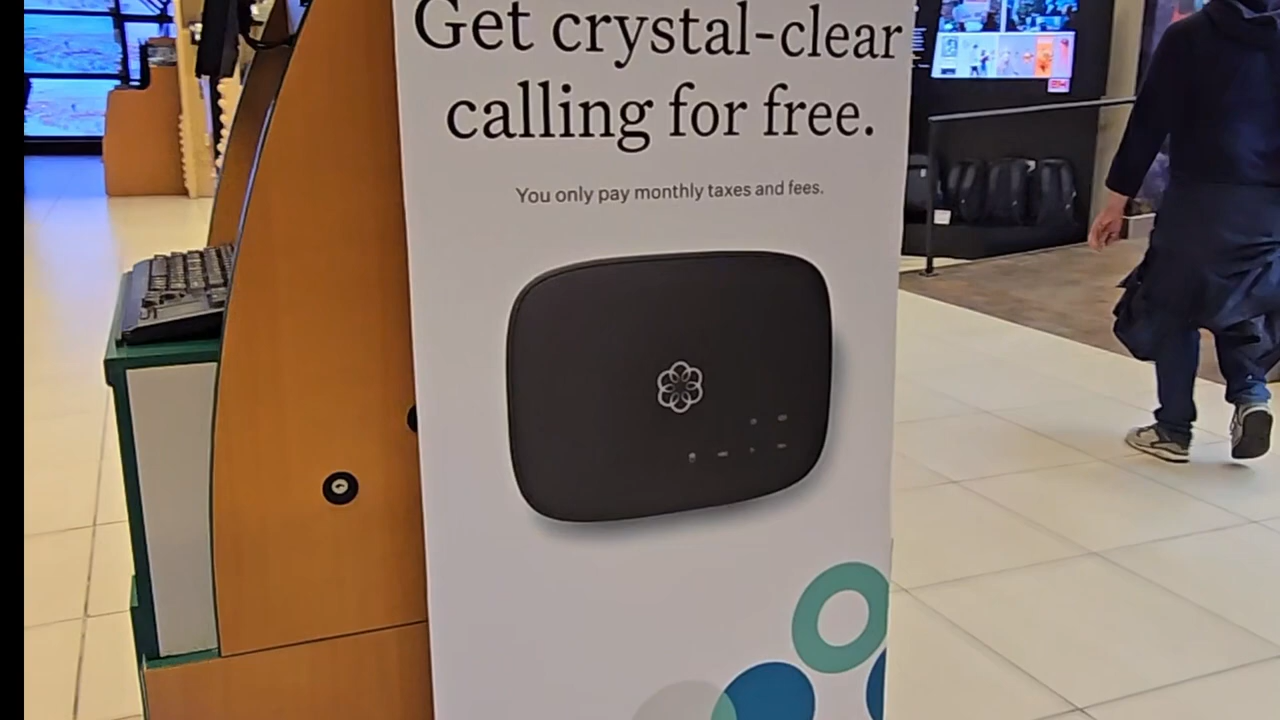 Get crystal-clear
calling for free.
You only pay monthly taxes and fees.